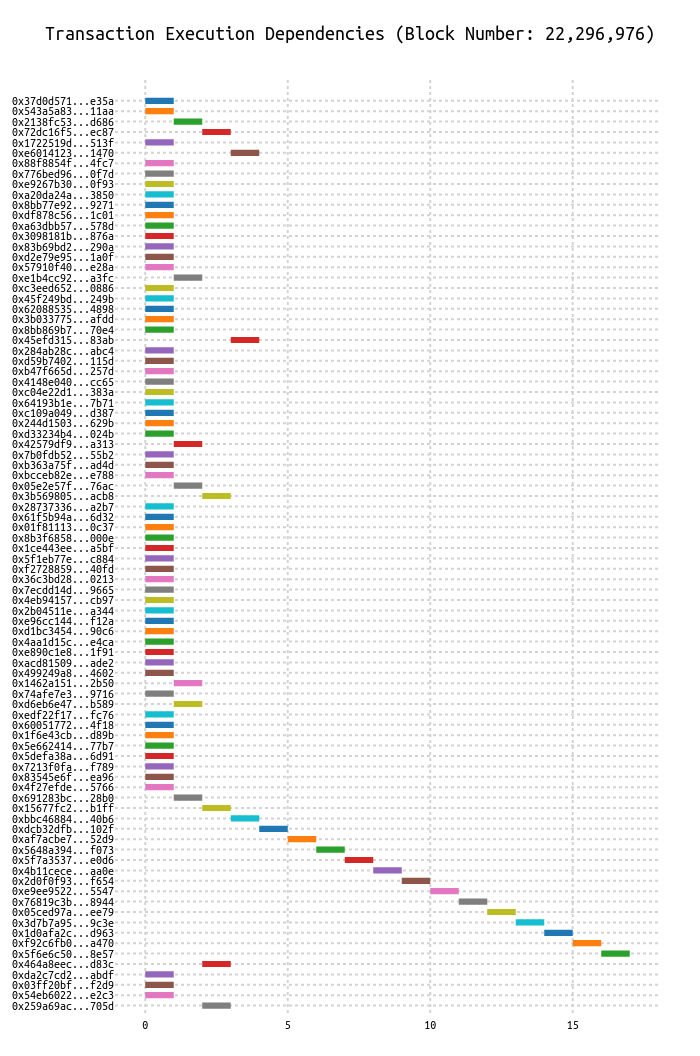 Transaction Execution Dependencies (Block Number: 22,296,976)
0x37d0d571...e35a
0x543a5a83...11aa
0x2138fc53...d686
0x72dc16f5...ec87
0x1722519d...513f
0xe6014123...1470
0x88f8854f...4fc7
0x776bed96...0f7d
0xe9267b30...0f93
0xa20da24a...3850
0x8bb77e92...9271
0xdf878c56...1c01
0xa63dbb57...578d
0x3098181b...876a
0x83b69bd2...290a
0xd2e79e95...1a0f
0x57910f40...e28a
0xe1b4cc92...a3fc
0xc3eed652...0886
0x45f249bd...249b
0x62088535...4898
0x3b033775...afdd
0x8bb869b7...70e4
0x45efd315...83ab
0x284ab28c...abc4
0xd59b7402...115d
0xb47f665d...257d
0x4148e040...cc65
0xc04e22d1...383a
0x64193b1e...7b71
0xc109a049...d387
0x244d1503...629b
0xd33234b4...024b
0x42579df9...a313
0x7b0fdb52...55b2
0xb363a75f...ad4d
0xbcceb82e...e788
0x05e2e57f...76ac
0x3b569805...acb8
0x28737336...a2b7
0x61f5b94a...6d32
0x01f81113...0c37
0x8b3f6858...000e
0x1ce443ee...a5bf
0x5f1eb77e...c884
0xf2728859...40fd
0x36c3bd28...0213
0x7ecdd14d...9665
0x4eb94157...cb97
0x2b04511e...a344
0xe96cc144...f12a
0xd1bc3454...90c6
0x4aa1d15c...e4ca
0xe890c1e8...1f91
0xacd81509...ade2
0x499249a8...4602
0x1462a151...2b50
0x74afe7e3...9716
0xd6eb6e47...b589
0xedf22f17...fc76
0x60051772...4f18
0x1f6e43cb...d89b
0x5e662414...77b7
0x5defa38a...6d91
0x7213f0fa...f789
0x83545e6f...ea96
0x4f27efde...5766
0x691283bc...28b0
0x15677fc2...b1ff
0xbbc46884...40b6
0xdcb32dfb...102f
0xaf7acbe7...52d9
0x5648a394...f073
0x5f7a3537...e0d6
0x4b11cece...aa0e
0x2d0f0f93...f654
0xe9ee9522...5547
0x76819c3b...8944
0x05ced97a...ee79
0x3d7b7a95...9c3e
0x1d0afa2c...d963
0xf92c6fb0...a470
0x5f6e6c50...8e57
0x464a8eec...d83c
0xda2c7cd2...abdf
0x03ff20bf...f2d9
0x54eb6022...e2c3
0x259a69ac...705d
0 5 10 15